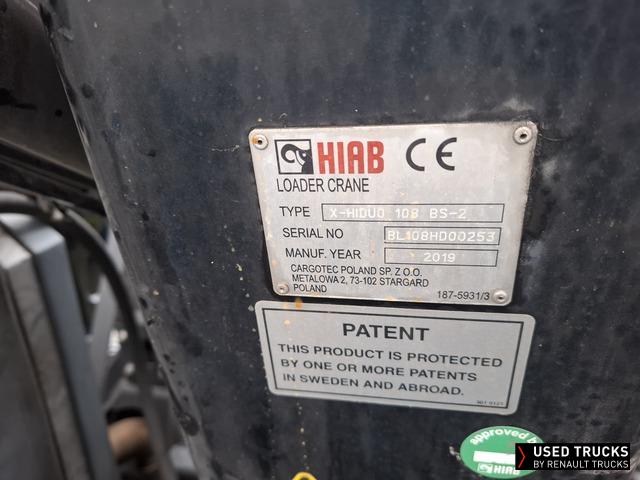 HIAB CE
LOADER CRANE
TYPE X-HIDUO 108 BS-2
SERIAL NO BL108HD00253
MANUF. YEAR 2019
CARGOTEC POLAND SP. Z O.O.
METALOWA 2, 73-102 STARGARD
POLAND 187-5931/3
PATENT
THIS PRODUCT IS PROTECTED
BY ONE OR MORE PATENTS
IN SWEDEN AND ABROAD.
approved b
HIAB
USED TRUCKS
BY RENAULT TRUCKS